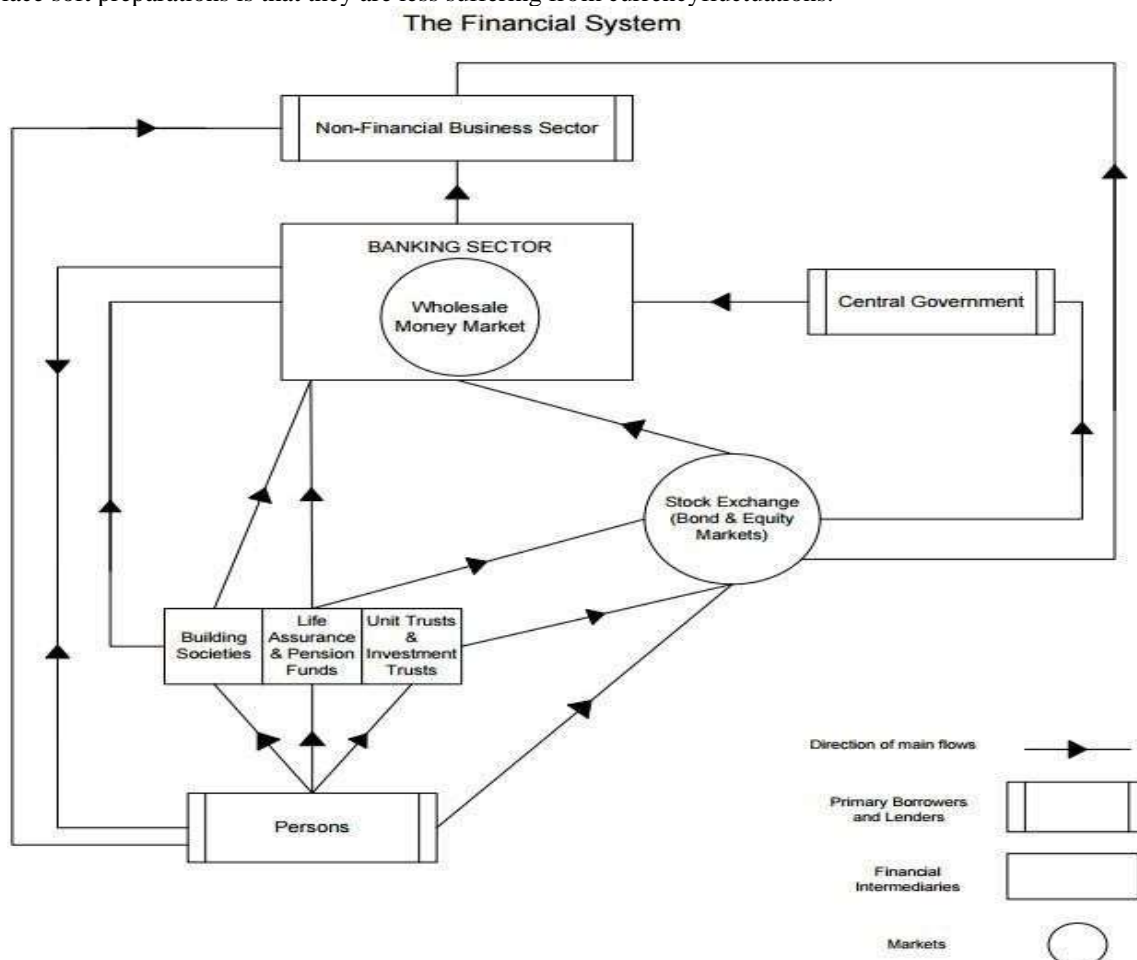 The Financial System
Non-Financial Business Sector
BANKING SECTOR
Wholesale
Money Market
Central Government
Stock Exchange
(Bond & Equity
Markets)
Building
Societies
Life
Assurance
& Pension
Funds
Unit Trusts
&
Investment
Trusts
Persons
Direction of main flows
Primary Borrowers
and Lenders
Financial
Intermediaries
Markets